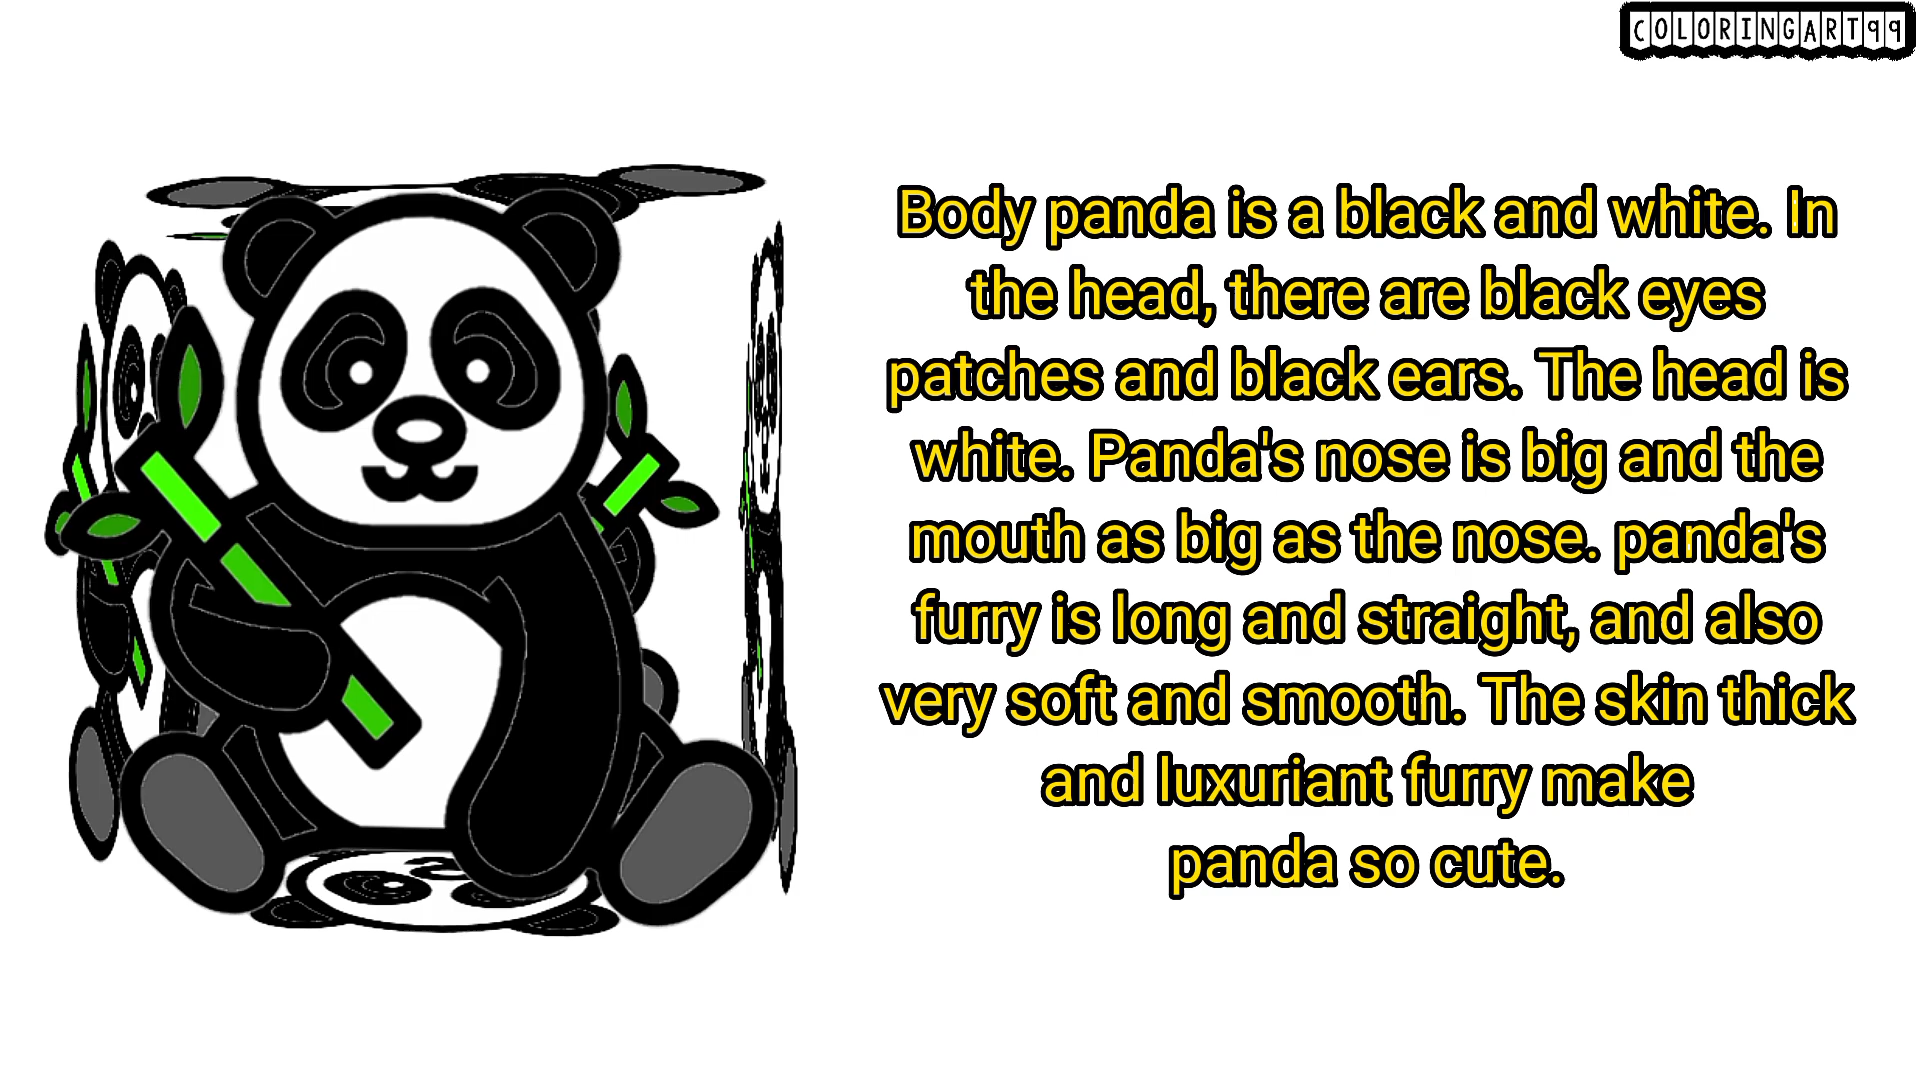 COLORINGART99
Body panda is a black and white. In
the head, there are black eyes
patches and black ears. The head is
white. Panda's nose is big and the
mouth as big as the nose. panda's
furry is long and straight, and also
very soft and smooth. The skin thick
and luxuriant furry make
panda so cute.